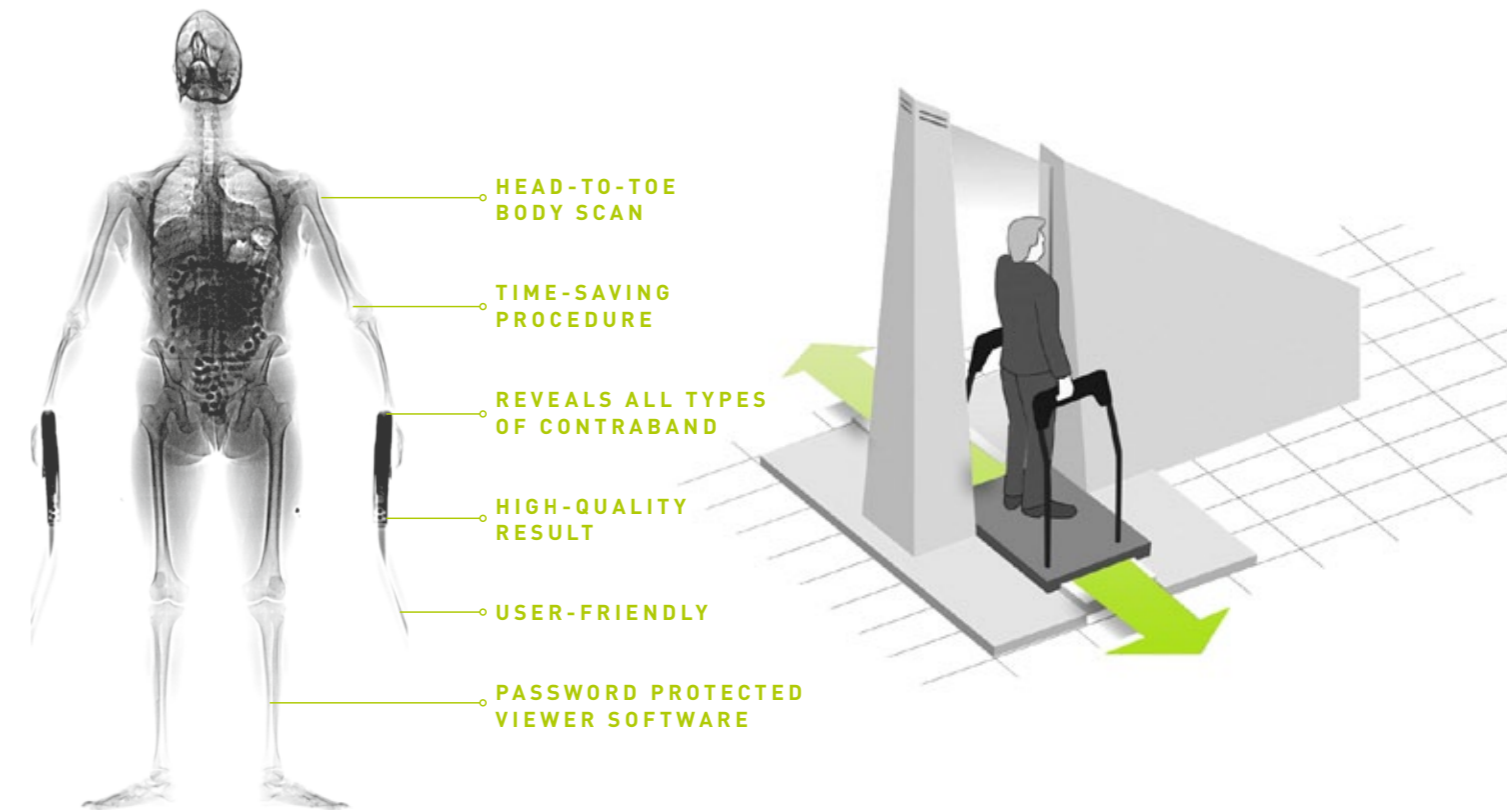 HEAD-TO-TOE
BODY SCAN
TIME-SAVING
PROCEDURE
REVEALS ALL TYPES
OF CONTRABAND
HIGH-QUALITY
RESULT
USER-FRIENDLY
PASSWORD PROTECTED
VIEWER SOFTWARE